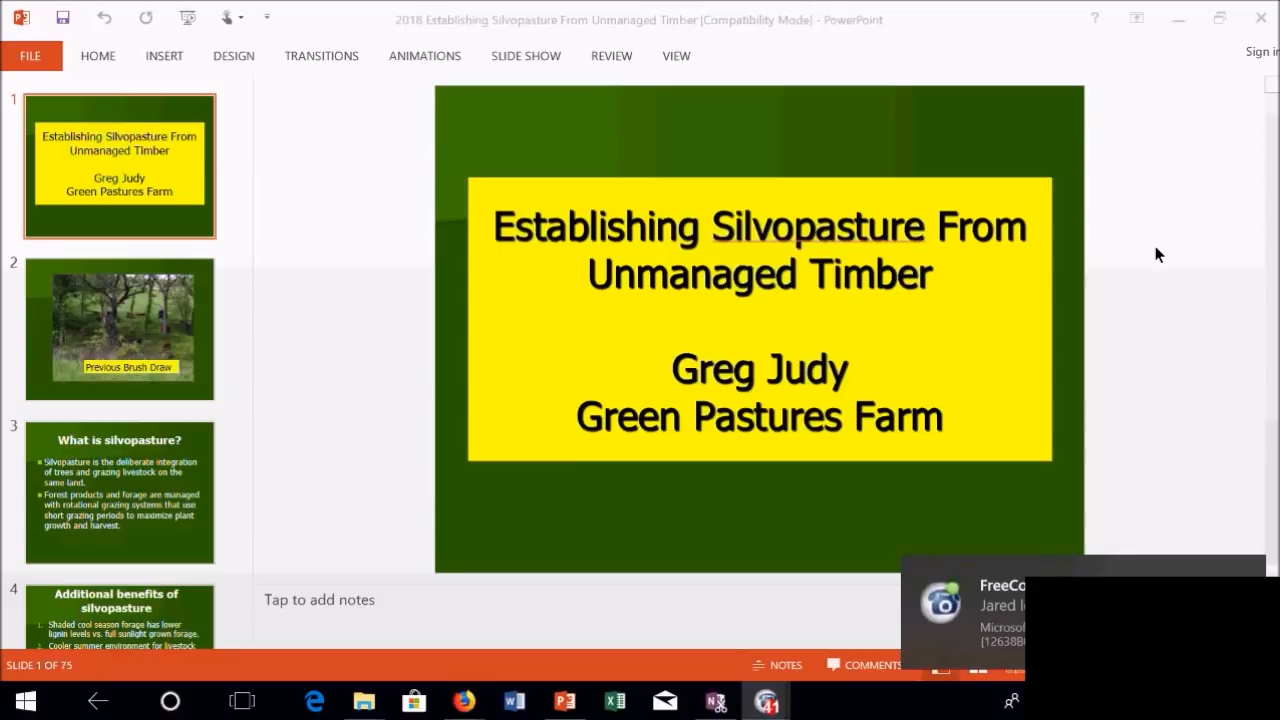 2018 Establishing Silvopasture From Unmanaged Timber [Compatibility Mode] - PowerPoint
?
FILE
HOME
INSERT
DESIGN
TRANSITIONS
ANIMATIONS
SLIDE SHOW
REVIEW
VIEW
Sign in
1
Establishing Silvopasture From
Unmanaged Timber
Greg Judy
Green Pastures Farm
2
Previous Brush Draw
3
What is silvopasture?
Silvopasture is the deliberate integration
of trees and grazing livestock on the
same land.
Forest products and forage are managed
with rotational grazing systems that use
short grazing periods to maximize plant
growth and harvest.
4
Additional benefits of
silvopasture
1. Shaded cool season forage has lower
lignin levels vs. full sunlight grown forage.
2. Cooler summer environment for livestock
Establishing Silvopasture From
Unmanaged Timber
Greg Judy
Green Pastures Farm
Tap to add notes
FreeCo
Jared
Microsof
SLIDE 1 OF 75
NOTES
COMMENTS
41